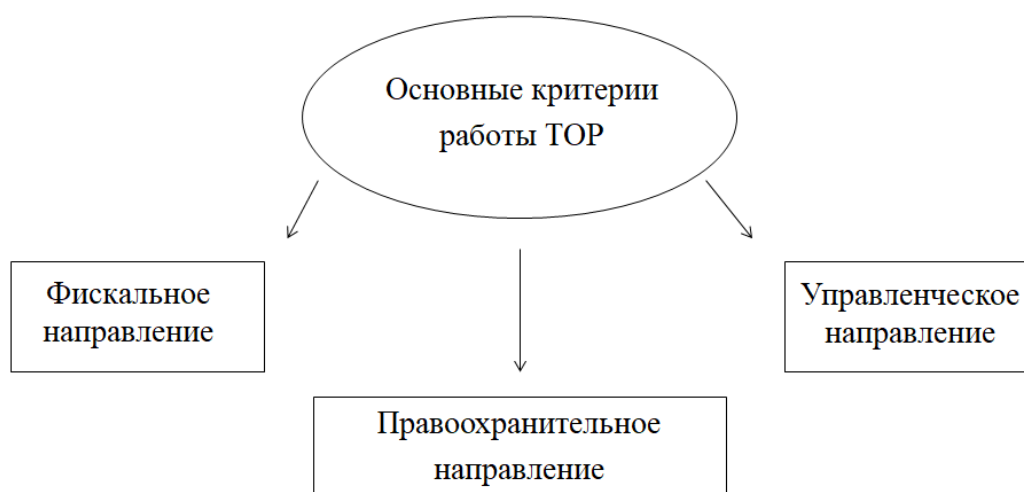 Основные критерии
работы ТОР
Фискальное
направление
Управленческое
направление
Правоохранительное
направление